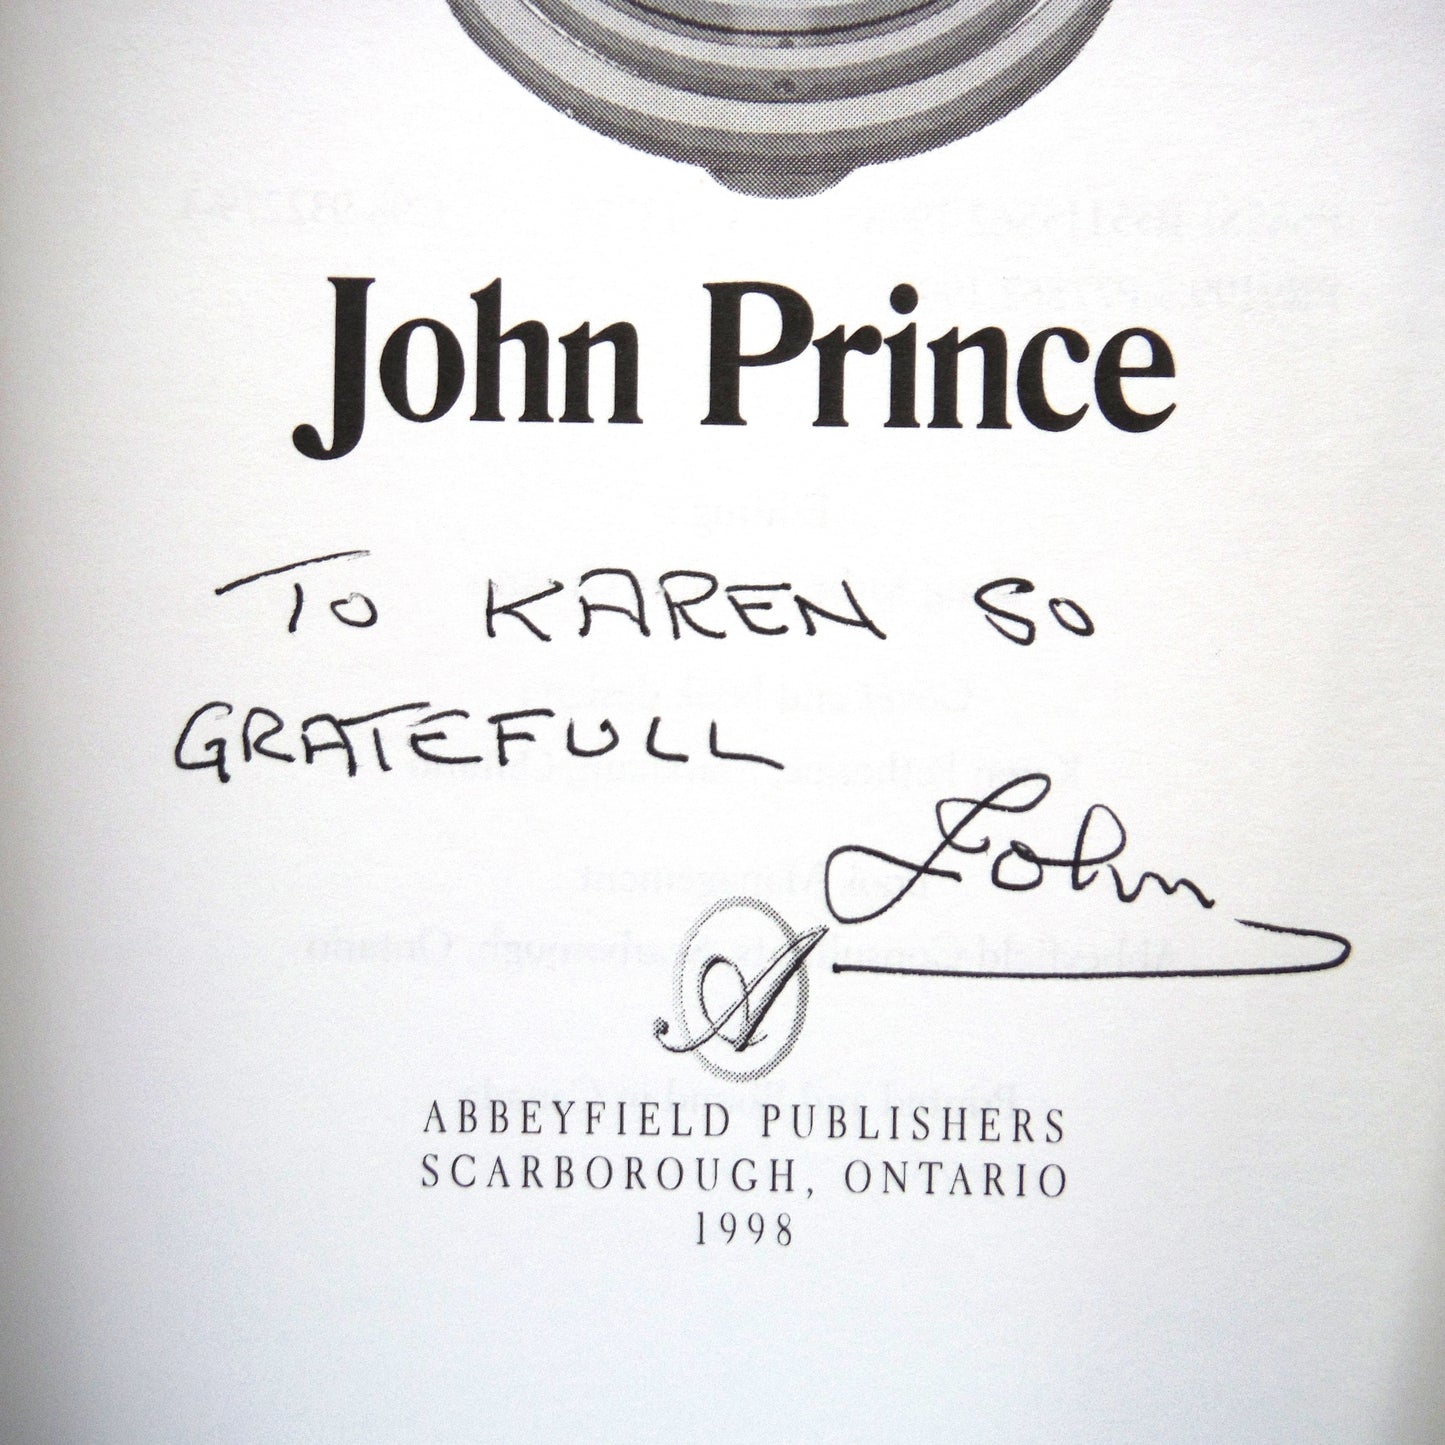 John Prince
TO KAREN SO
GRATEFULL
John
A
ABBEYFIELD PUBLISHERS
SCARBOROUGH, ONTARIO
1998